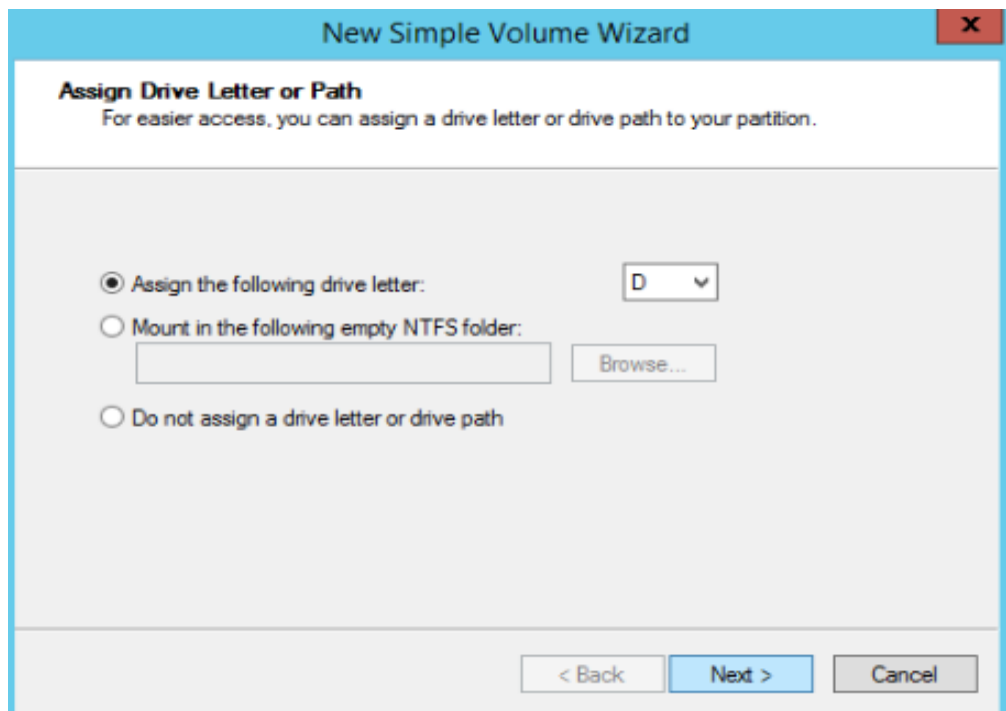 New Simple Volume Wizard
x
Assign Drive Letter or Path
For easier access, you can assign a drive letter or drive path to your partition.
Assign the following drive letter: D
Mount in the following empty NTFS folder:
Browse...
Do not assign a drive letter or drive path
< Back Next > Cancel